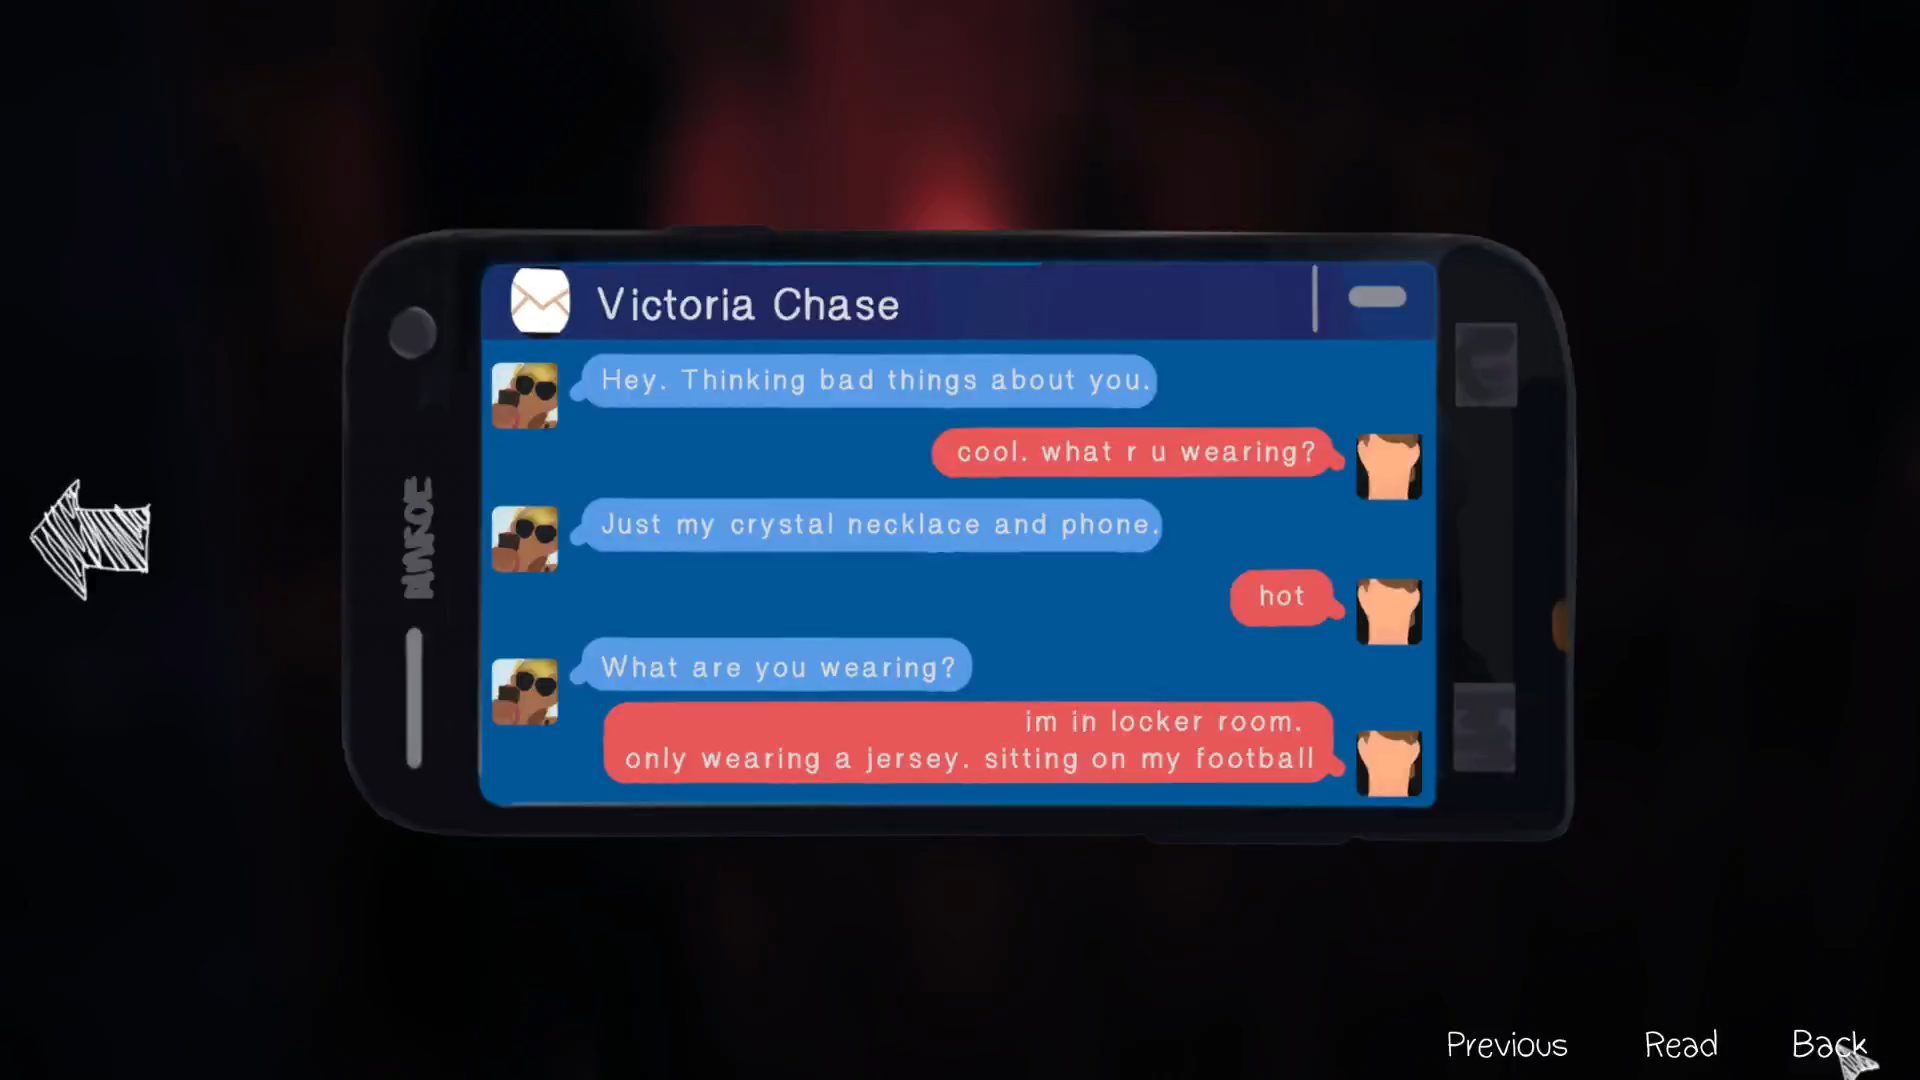 Victoria Chase
Hey. Thinking bad things about you.
cool. what r u wearing?
Just my crystal necklace and phone.
hot
What are you wearing?
im in locker room.
only wearing a jersey. sitting on my football
Previous Read Back